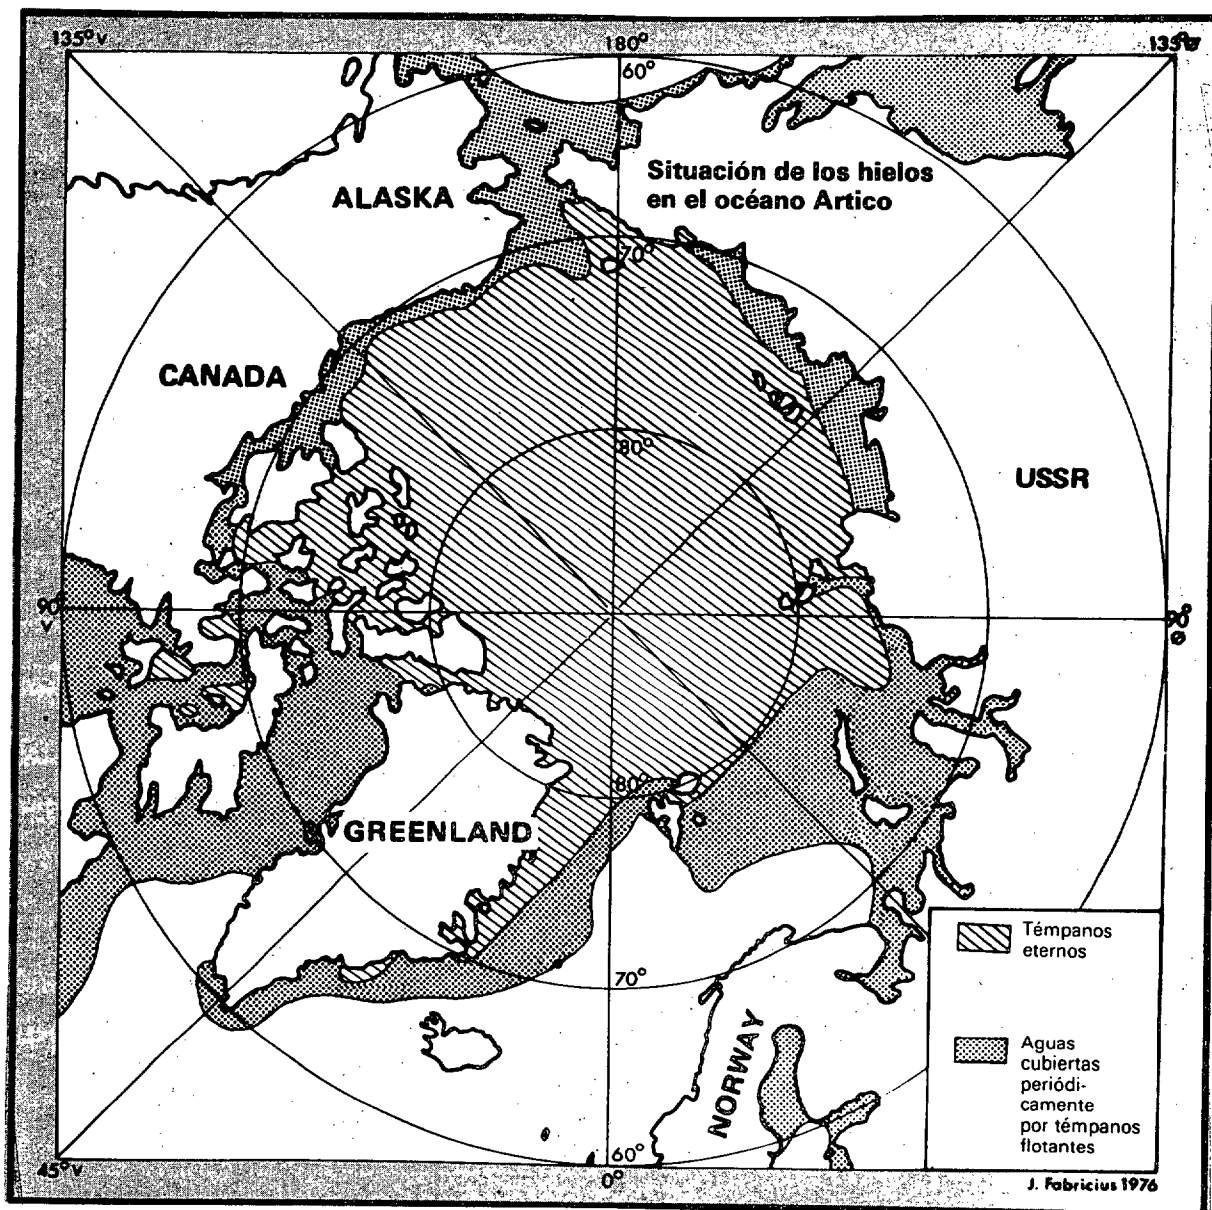 135° V
180°
135° Ø
60°
Situación de los hielos
en el océano Artico
ALASKA
70°
CANADA
80°
USSR
90°
V
90°
Ø
80°
GREENLAND
70°
NORWAY
Témpanos
eternos
Aguas
cubiertas
periódi-
camente
por témpanos
flotantes
60°
45° V
0°
J. Fabricius 1976